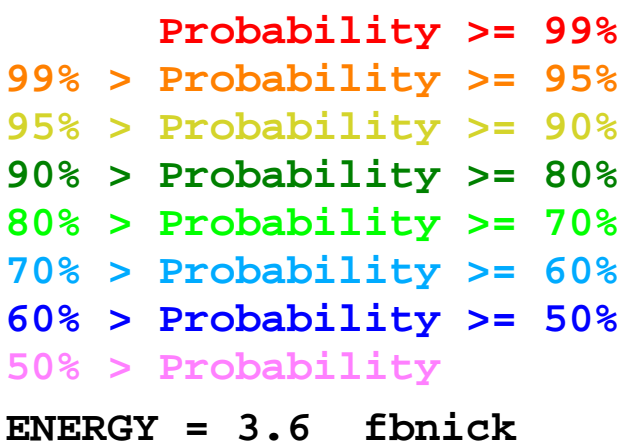 Probability >= 99%
99% > Probability >= 95%
95% > Probability >= 90%
90% > Probability >= 80%
80% > Probability >= 70%
70% > Probability >= 60%
60% > Probability >= 50%
50% > Probability
ENERGY = 3.6  fbnick